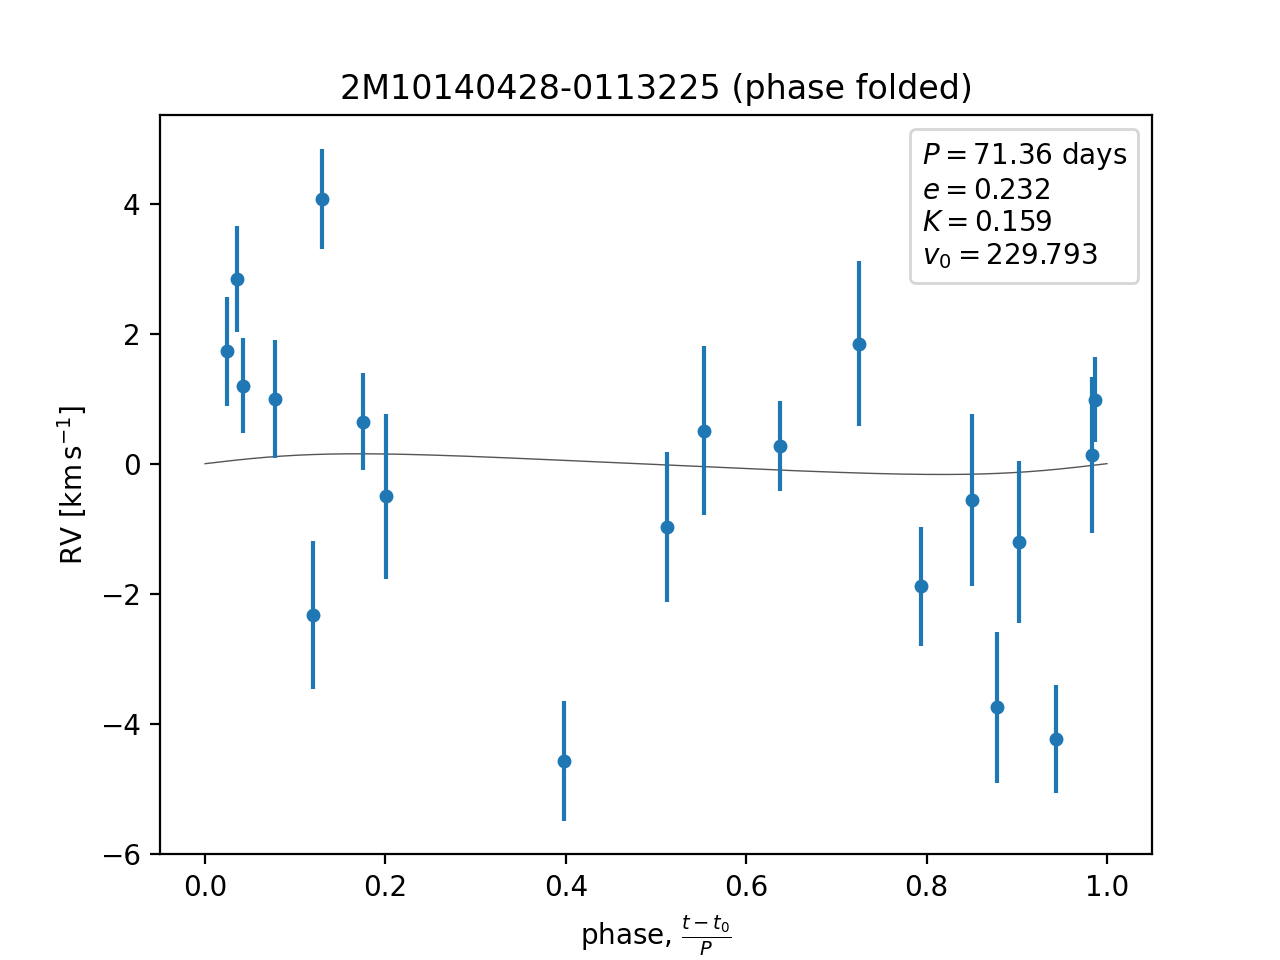 2M10140428-0113225 (phase folded)
P = 71.36 days
e = 0.232
K = 0.159
v₀ = 229.793
RV [km s⁻¹]
4
2
0
−2
−4
−6
0.0 0.2 0.4 0.6 0.8 1.0
phase, (t − t₀)/P